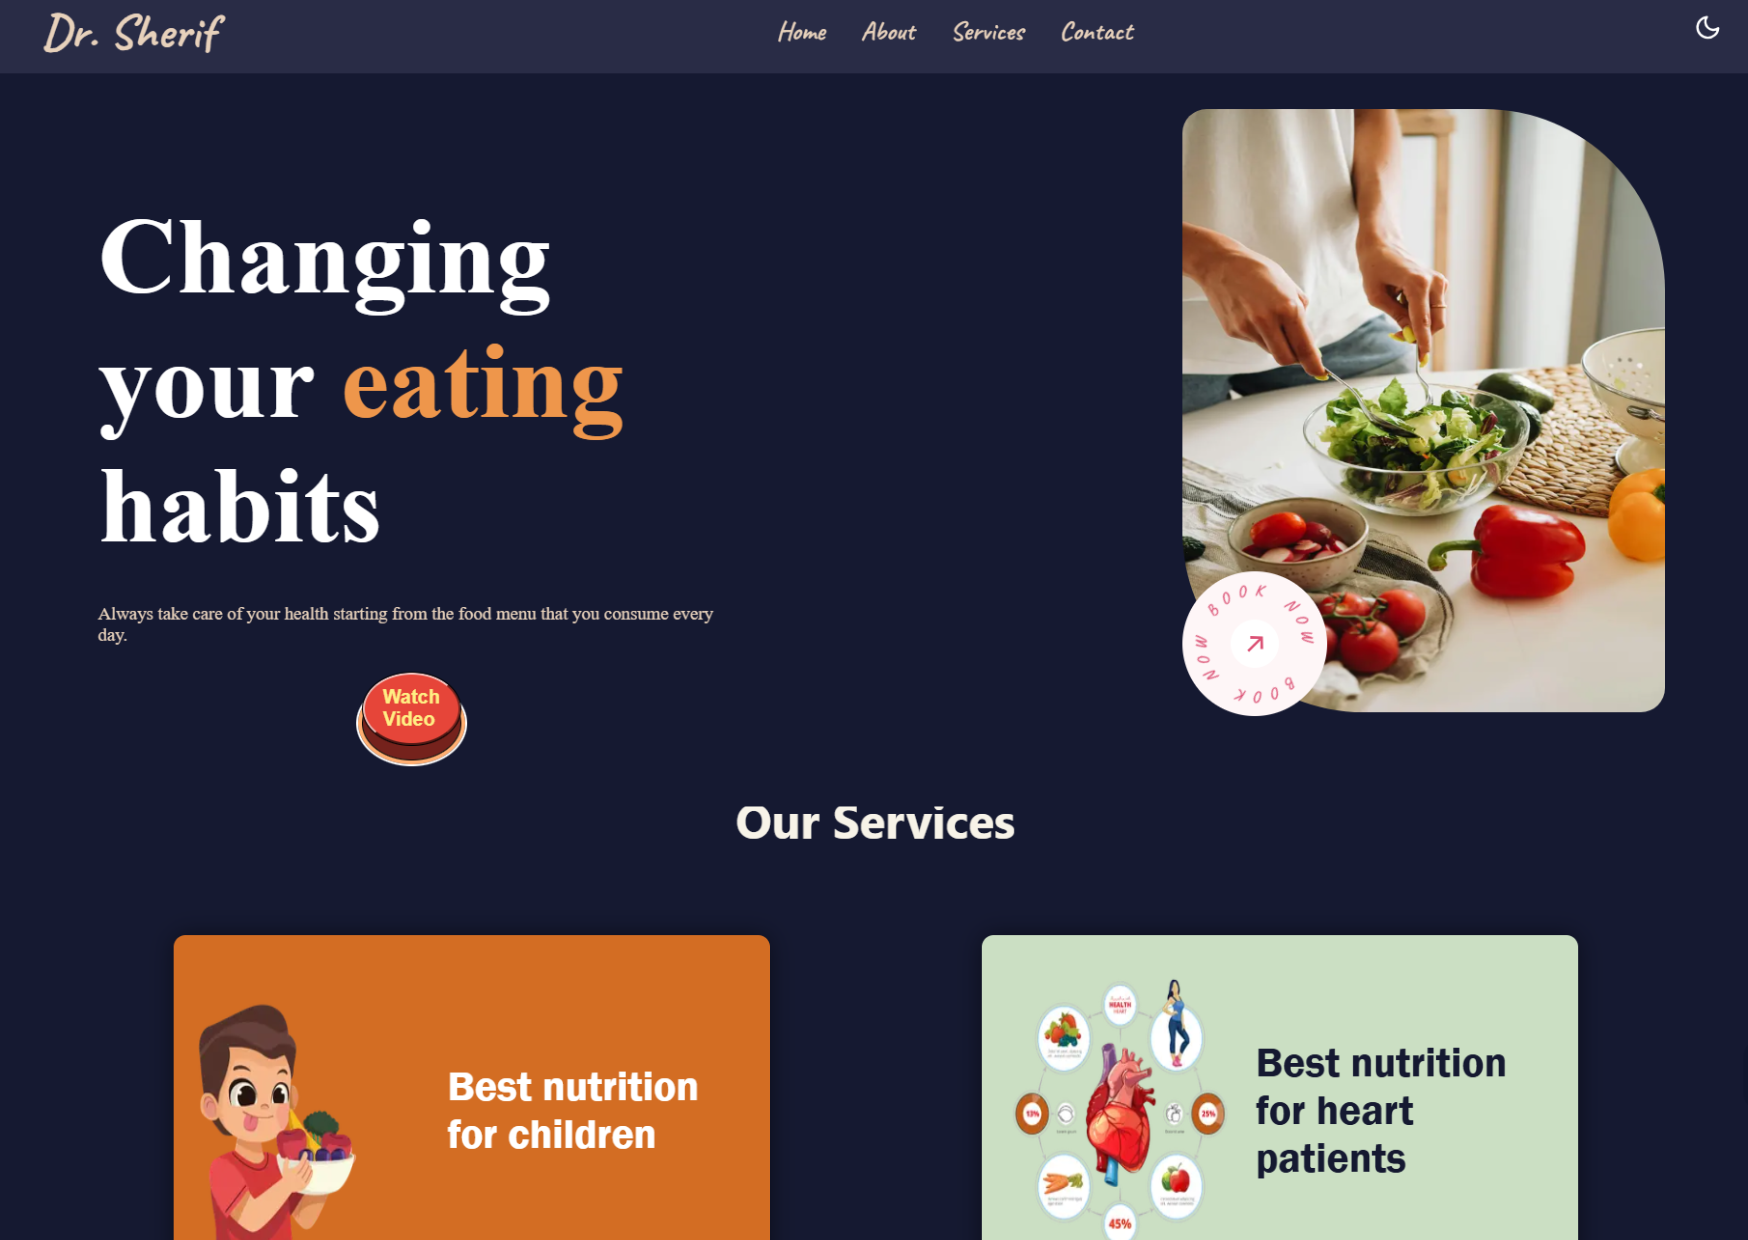 Dr. Sherif
Home About Services Contact
Changing
your eating
habits
Always take care of your health starting from the food menu that you consume every
day.
BOOK NOW BOOK NOW
Watch
Video
Our Services
Best nutrition
for children
HEALTH
13%
25%
45%
Best nutrition
for heart
patients